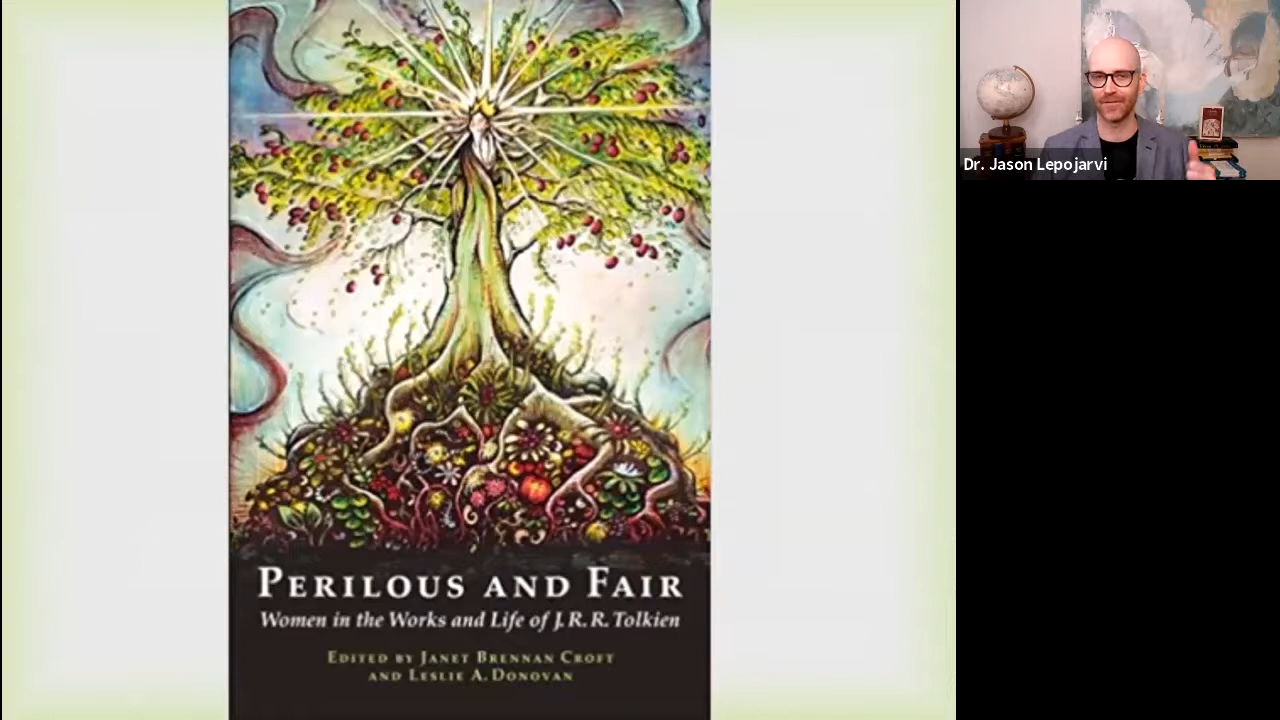 PERILOUS AND FAIR
Women in the Works and Life of J. R. R. Tolkien
EDITED BY JANET BRENNAN CROFT
AND LESLIE A. DONOVAN
Dr. Jason Lepojarvi